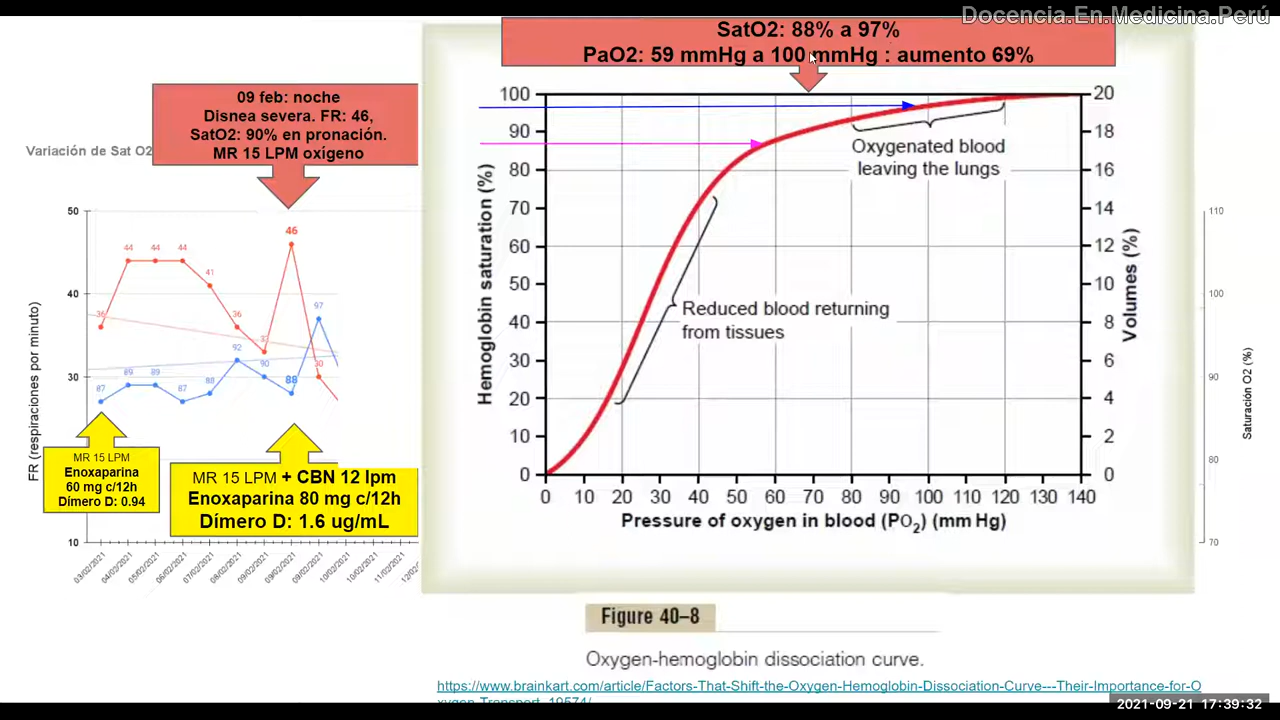 Docencia.En.Medicina.Perú
SatO2: 88% a 97%
PaO2: 59 mmHg a 100 mmHg : aumento 69%
09 feb: noche
Disnea severa. FR: 46,
SatO2: 90% en pronación.
MR 15 LPM oxígeno
Variación de Sat O2
50
40
30
10
FR (respiraciones por minuto)
36
44
44
44
41
36
33
46
30
87
89
89
87
88
92
90
88
97
MR 15 LPM
Enoxaparina
60 mg c/12h
Dímero D: 0.94
MR 15 LPM + CBN 12 lpm
Enoxaparina 80 mg c/12h
Dímero D: 1.6 ug/mL
03/02/2021
04/02/2021
05/02/2021
06/02/2021
07/02/2021
08/02/2021
09/02/2021
09/02/2021
09/02/2021
10/02/2021
10/02/2021
11/02/2021
Hemoglobin saturation (%)
100
90
80
70
60
50
40
30
20
10
0
Oxygenated blood
leaving the lungs
Reduced blood returning
from tissues
20
18
16
14
12
10
8
6
4
2
0
Volumes (%)
0 10 20 30 40 50 60 70 80 90 100 110 120 130 140
Pressure of oxygen in blood (PO2) (mm Hg)
110
100
90
80
70
Saturación O2 (%)
Figure 40–8
Oxygen-hemoglobin dissociation curve.
https://www.brainkart.com/article/Factors-That-Shift-the-Oxygen-Hemoglobin-Dissociation-Curve---Their-Importance-for-O
xygen-Transport_19574/
2021-09-21 17:39:32